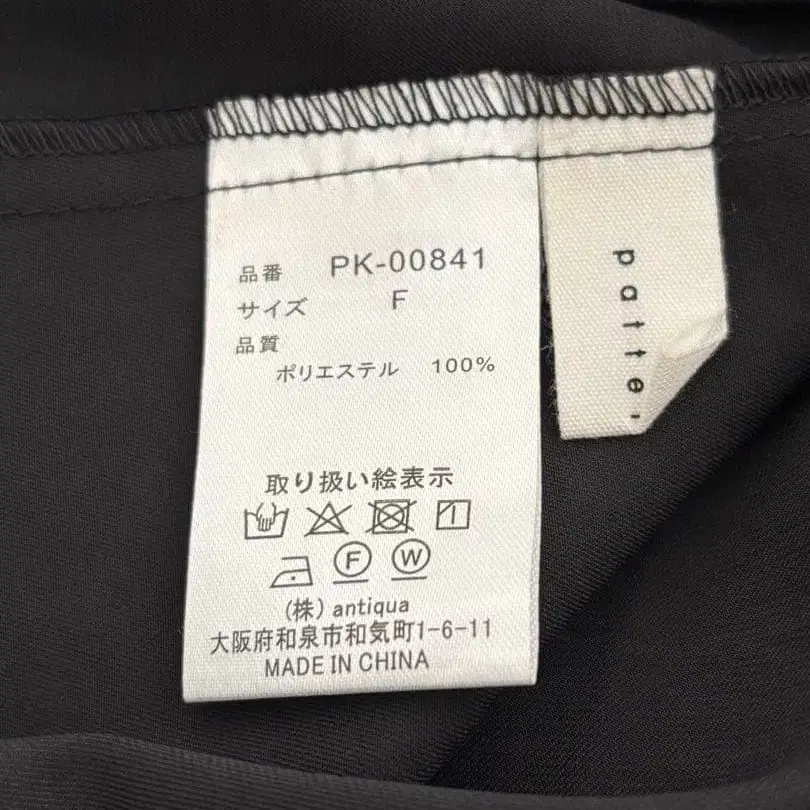 品番 PK-00841
サイズ F
品質
ポリエステル 100%
取り扱い絵表示
F W
(株) antiqua
大阪府和泉市和気町1-6-11
MADE IN CHINA